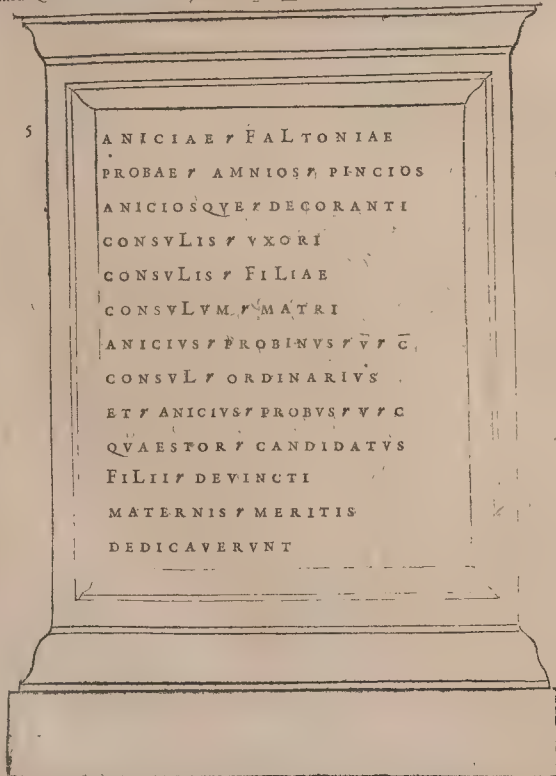 5
ANICIAE FALTONIAE
PROBAE AMNIOS PINCIOS
ANICIOSQVE DECORANTI
CONSVLIS VXORI
CONSVLIS FILIAE
CONSVLVM MATRI
ANICIVS PROBINVS V̅ C̅
CONSVL ORDINARIVS
ET ANICIVS PROBVS V C
QVAESTOR CANDIDATVS
FILII DEVINCTI
MATERNIS MERITIS
DEDICAVERVNT